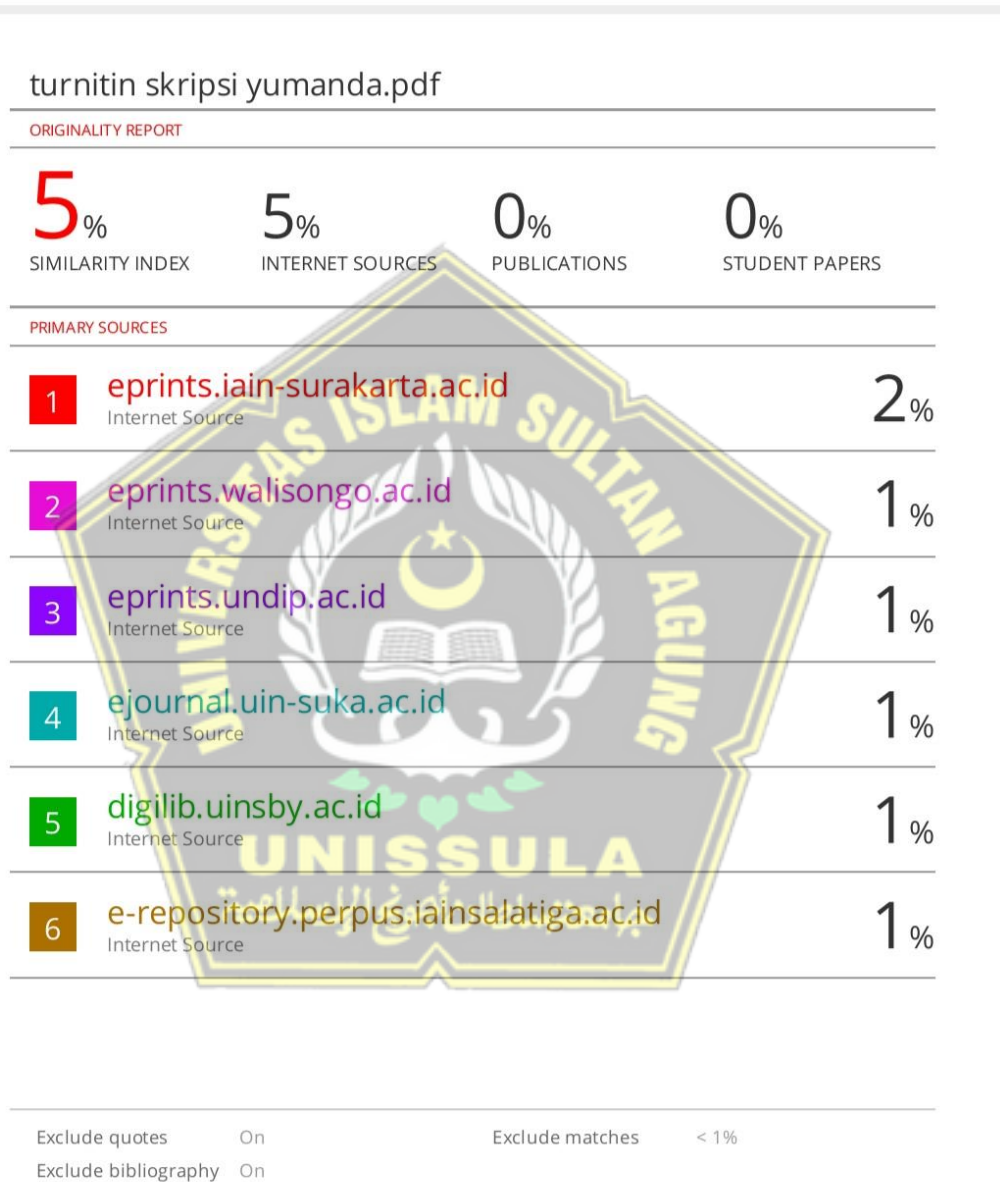 turnitin skripsi yumanda.pdf
ORIGINALITY REPORT
5% 5% 0% 0%
SIMILARITY INDEX INTERNET SOURCES PUBLICATIONS STUDENT PAPERS
PRIMARY SOURCES
1 eprints.iain-surakarta.ac.id 2%
Internet Source
2 eprints.walisongo.ac.id 1%
Internet Source
3 eprints.undip.ac.id 1%
Internet Source
4 ejournal.uin-suka.ac.id 1%
Internet Source
5 digilib.uinsby.ac.id 1%
Internet Source
6 e-repository.perpus.iainsalatiga.ac.id 1%
Internet Source
UNIVERSITAS ISLAM SULTAN AGUNG
UNISSULA
Exclude quotes On Exclude matches < 1%
Exclude bibliography On